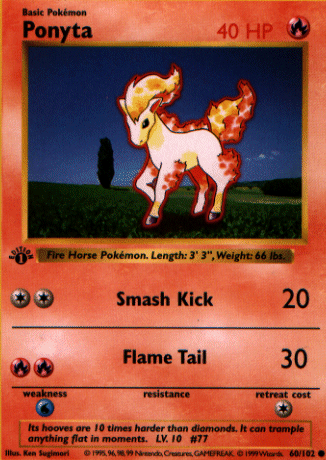 Basic Pokémon
Ponyta 40 HP
EDITION 1
Fire Horse Pokémon. Length: 3' 3", Weight: 66 lbs.
Smash Kick 20
Flame Tail 30
weakness resistance retreat cost
Its hooves are 10 times harder than diamonds. It can trample
anything flat in moments. LV. 10 #77
Illus. Ken Sugimori © 1995, 96, 98, 99 Nintendo, Creatures, GAMEFREAK. © 1999 Wizards. 60/102